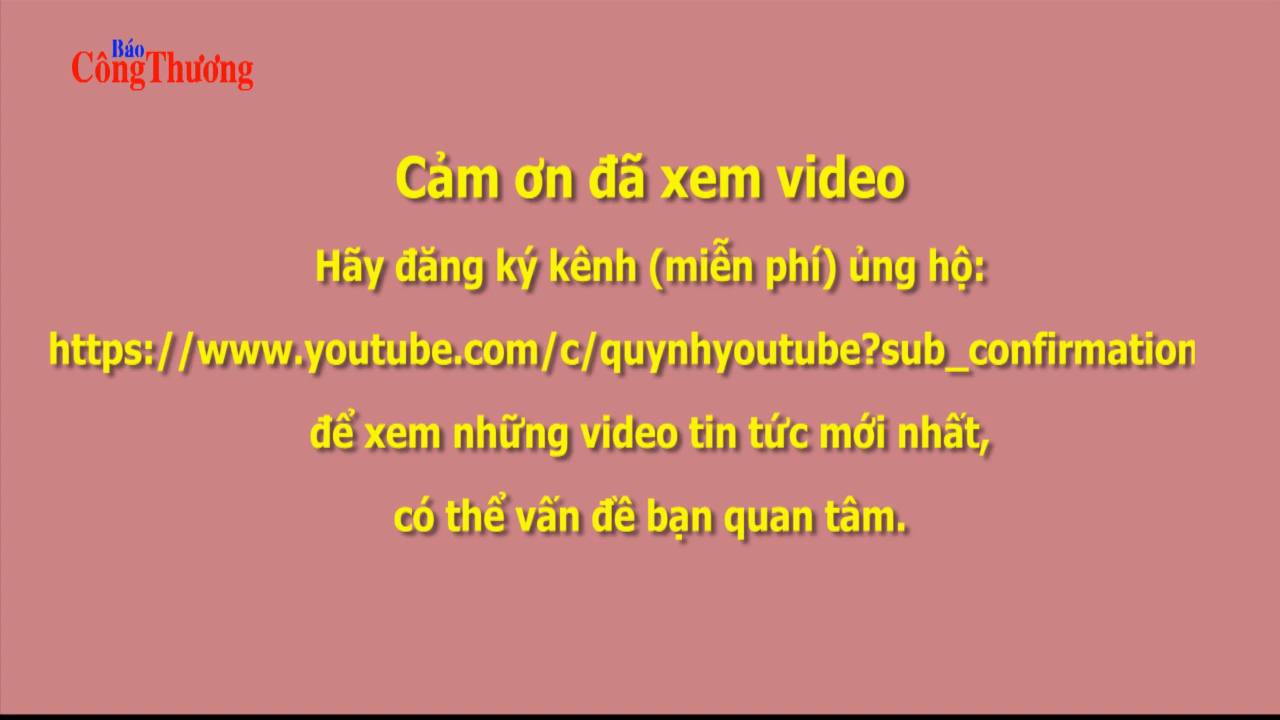 Báo
CôngThương
Cảm ơn đã xem video
Hãy đăng ký kênh (miễn phí) ủng hộ:
https://www.youtube.com/c/quynhyoutube?sub_confirmation
để xem những video tin tức mới nhất,
có thể vấn đề bạn quan tâm.